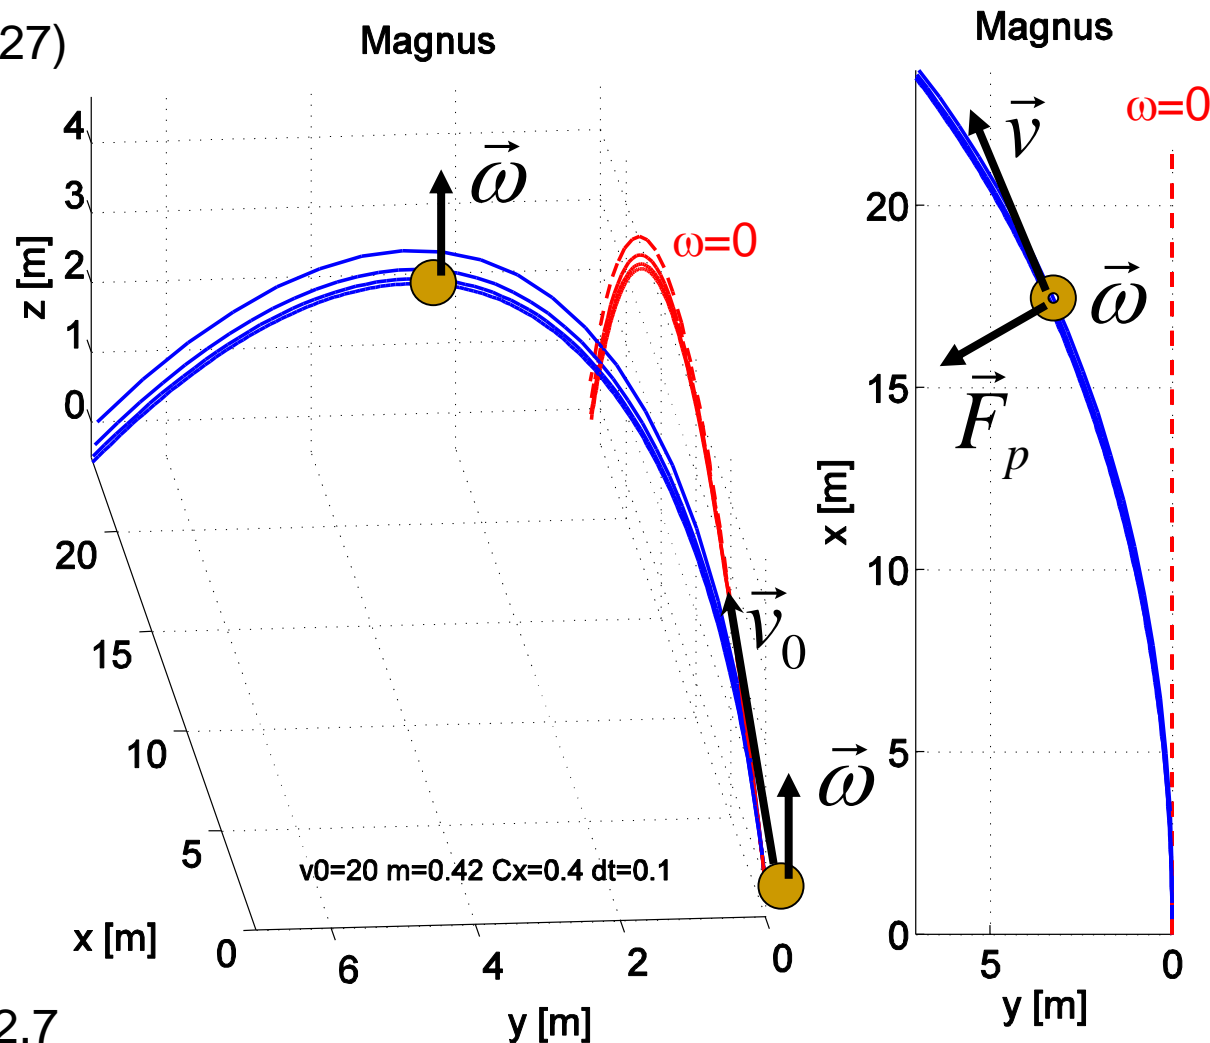 27)
Magnus
4
3
2
1
0
z [m]
ω⃗
ω=0
v⃗₀
ω⃗
20
15
10
5
0
x [m]
v0=20 m=0.42 Cx=0.4 dt=0.1
6
4
2
0
y [m]
2.7
Magnus
ω=0
v⃗
ω⃗
F⃗ₚ
20
15
10
5
0
x [m]
5
0
y [m]